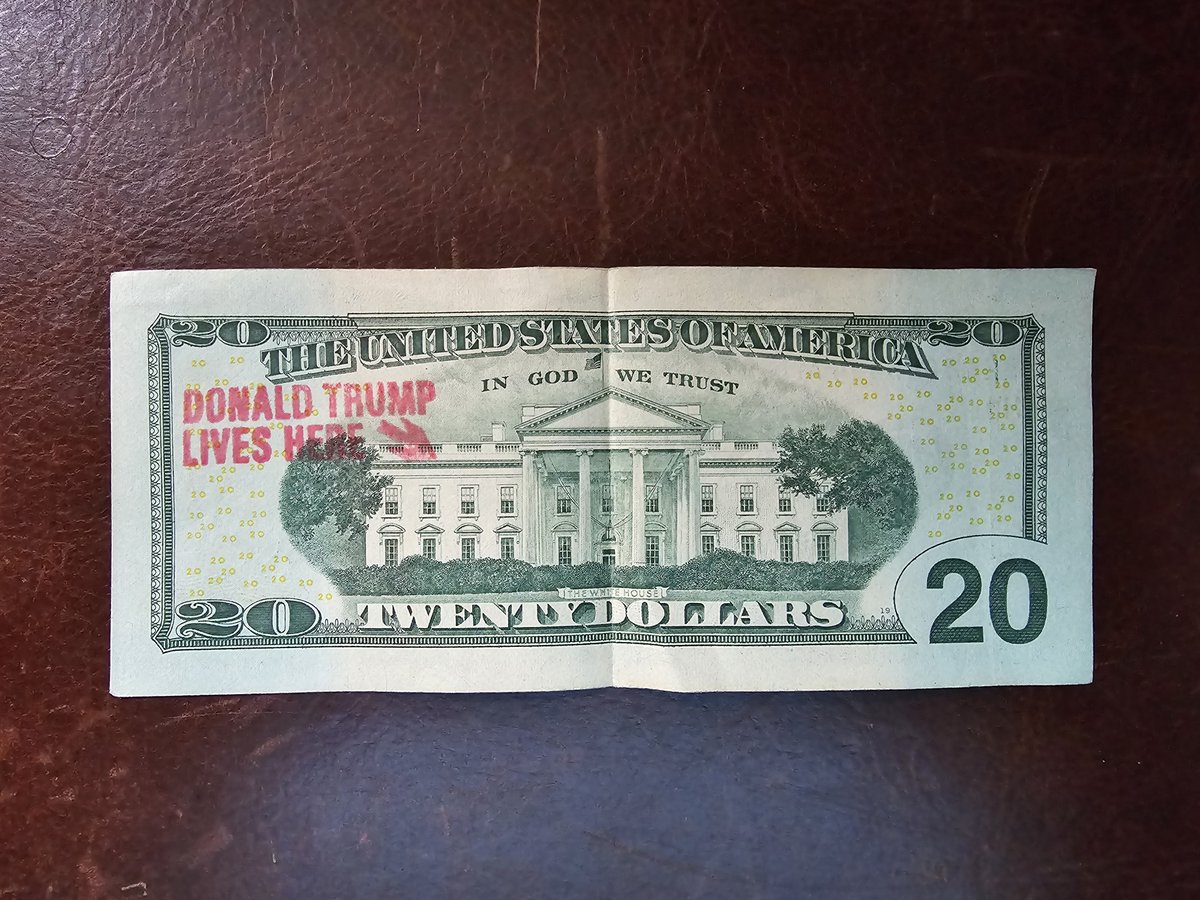 20
20
THE UNITED STATES OF AMERICA
IN GOD WE TRUST
DONALD TRUMP
LIVES HERE
THE WHITE HOUSE
20
TWENTY DOLLARS
19
20